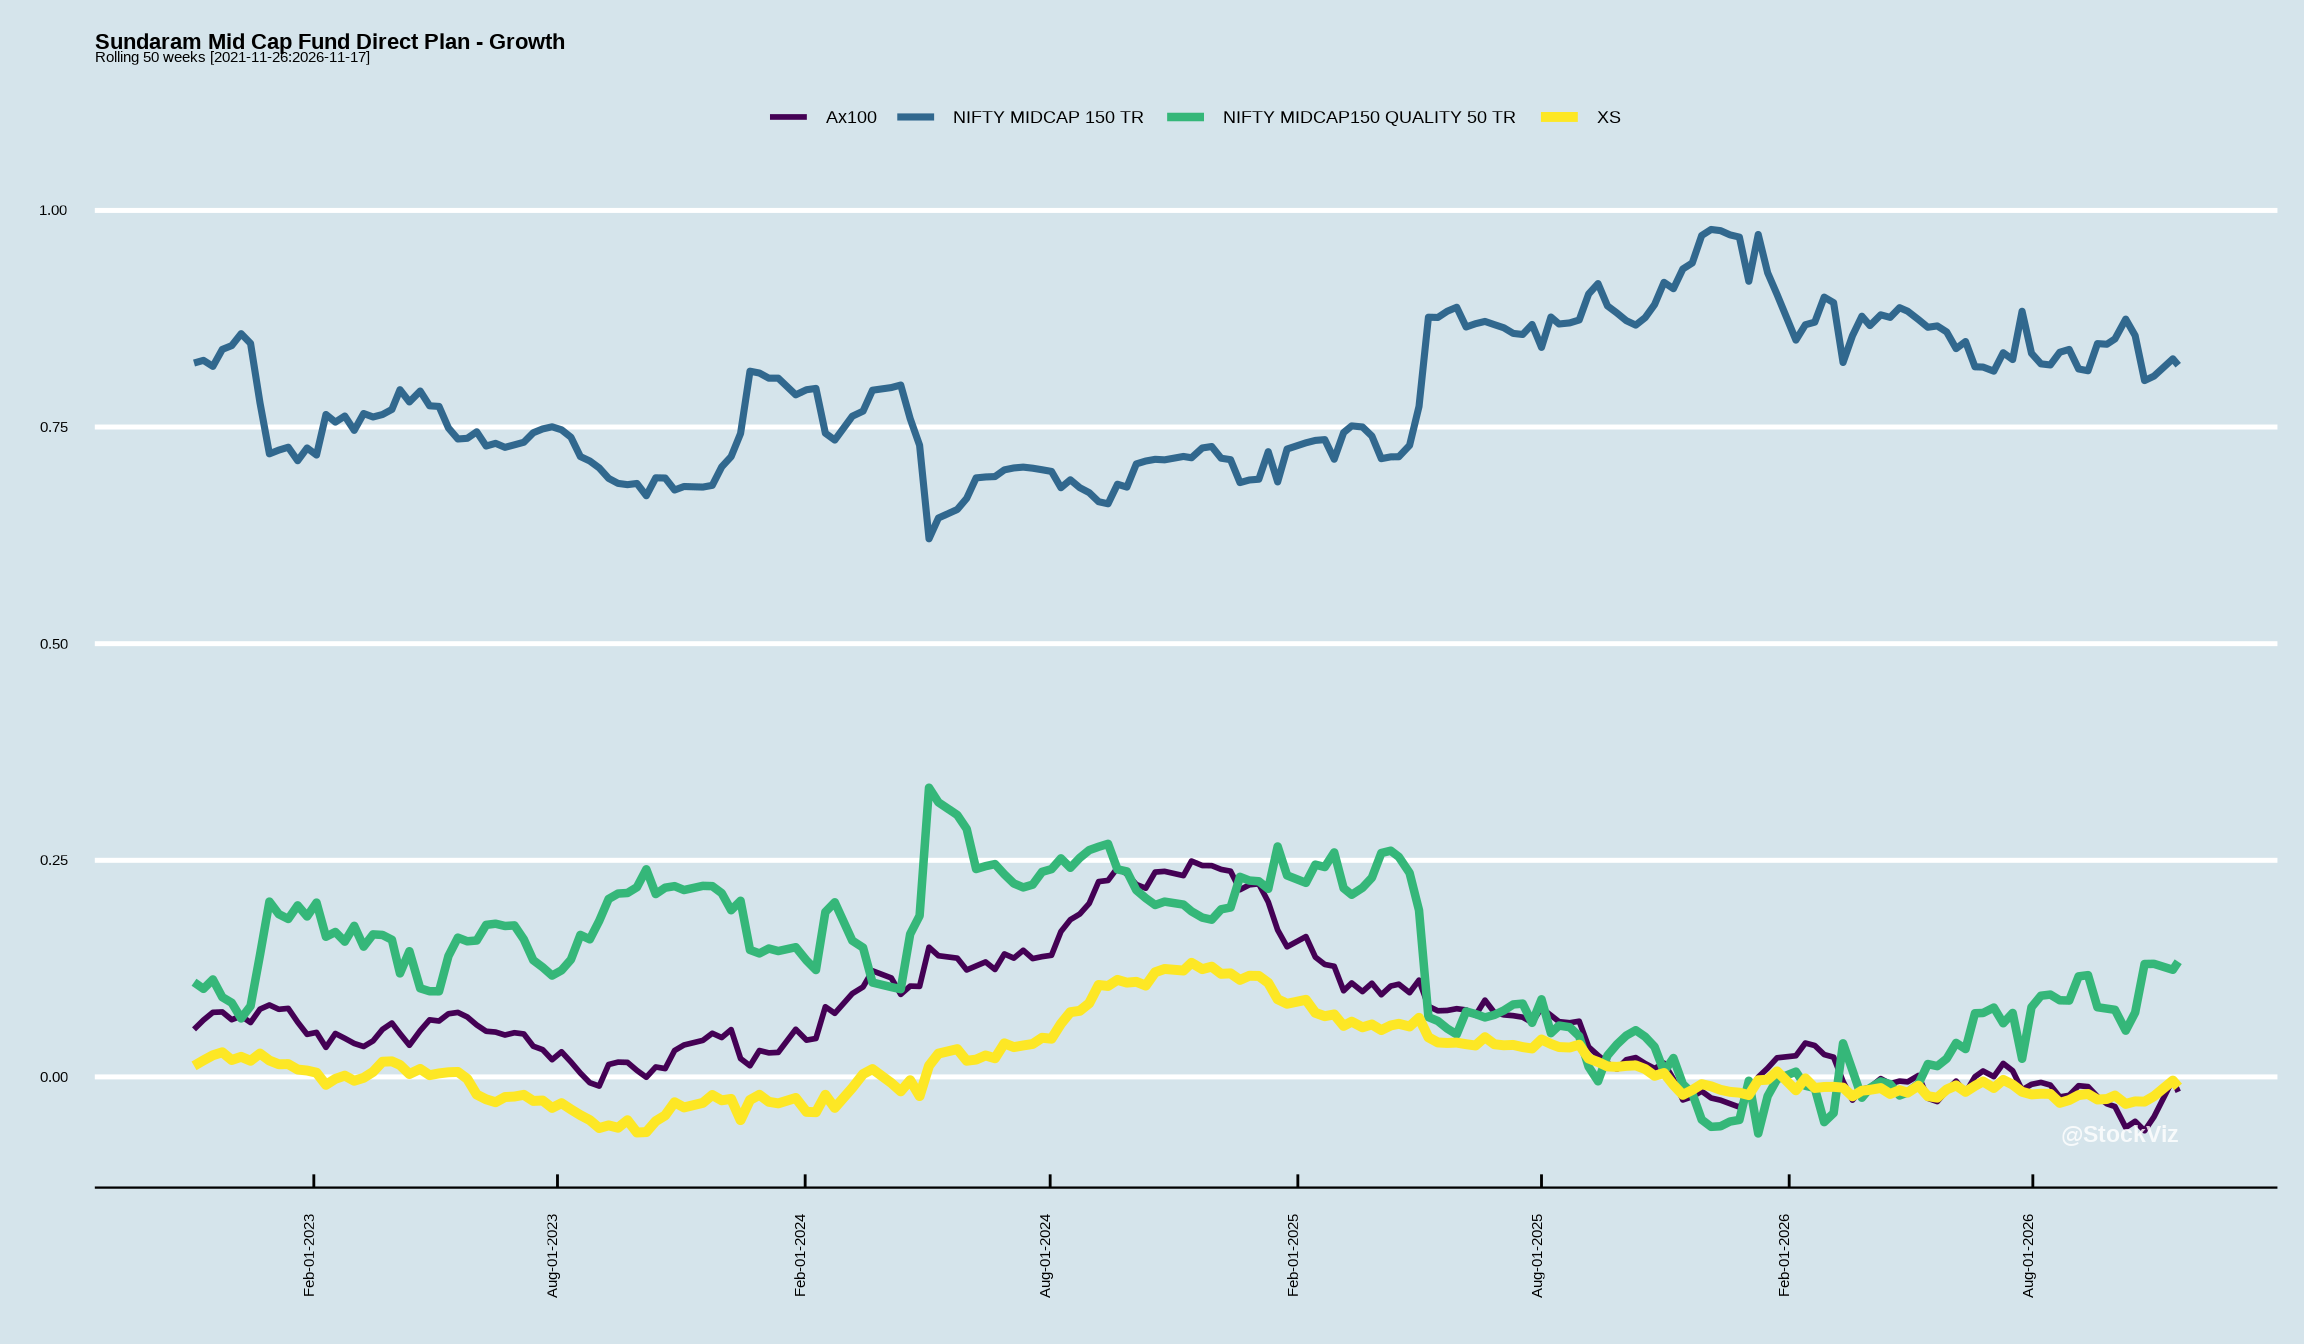 Sundaram Mid Cap Fund Direct Plan - Growth
Rolling 50 weeks [2021-11-26:2026-11-17]
Ax100 NIFTY MIDCAP 150 TR NIFTY MIDCAP150 QUALITY 50 TR XS
1.00
0.75
0.50
0.25
0.00
@StockViz
Feb-01-2023 Aug-01-2023 Feb-01-2024 Aug-01-2024 Feb-01-2025 Aug-01-2025 Feb-01-2026 Aug-01-2026